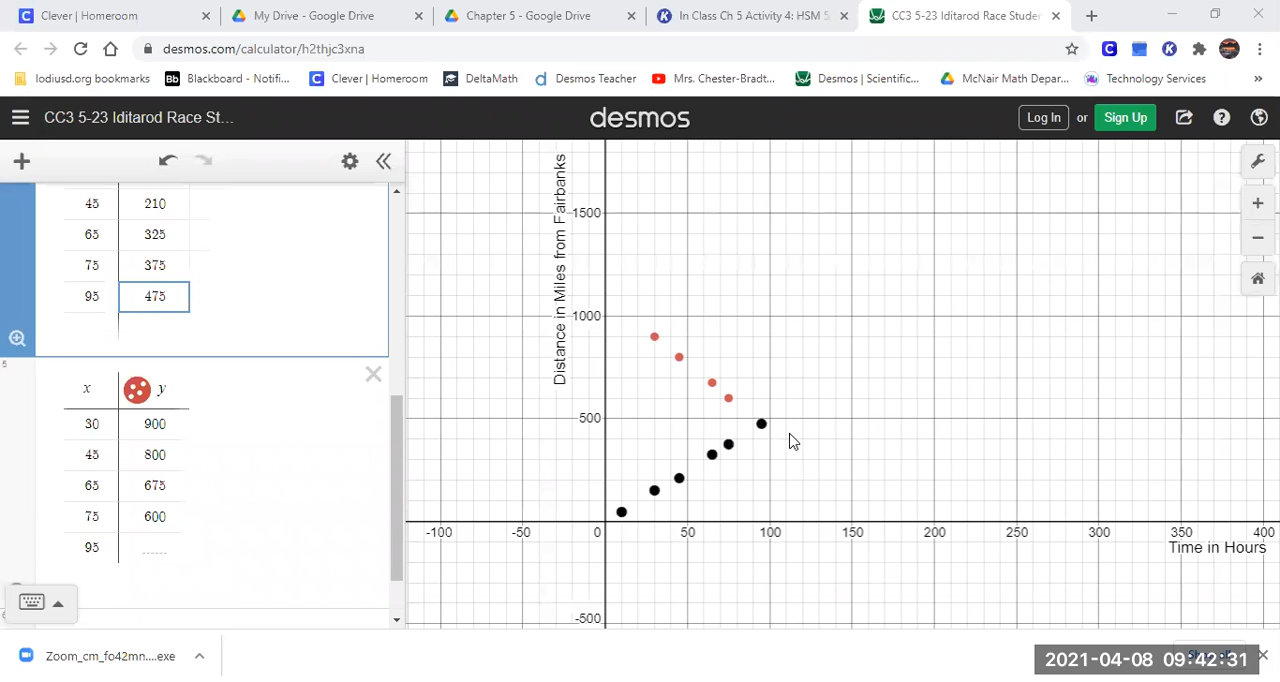 Clever | Homeroom
My Drive - Google Drive
Chapter 5 - Google Drive
In Class Ch 5 Activity 4: HSM 5
CC3 5-23 Iditarod Race Studen
desmos.com/calculator/h2thjc3xna
lodiusd.org bookmarks
Blackboard - Notifi...
Clever | Homeroom
DeltaMath
Desmos Teacher
Mrs. Chester-Bradt...
Desmos | Scientific...
McNair Math Depar...
Technology Services
»
CC3 5-23 Iditarod Race St...
desmos
Log In or Sign Up
45 210
65 325
75 375
95 475
5
x y
30 900
45 800
65 675
75 600
95
Distance in Miles from Fairbanks
1500
1000
500
-100 -50 0 50 100 150 200 250 300 350 400
Time in Hours
-500
Zoom_cm_fo42mn....exe
2021-04-08 09:42:31